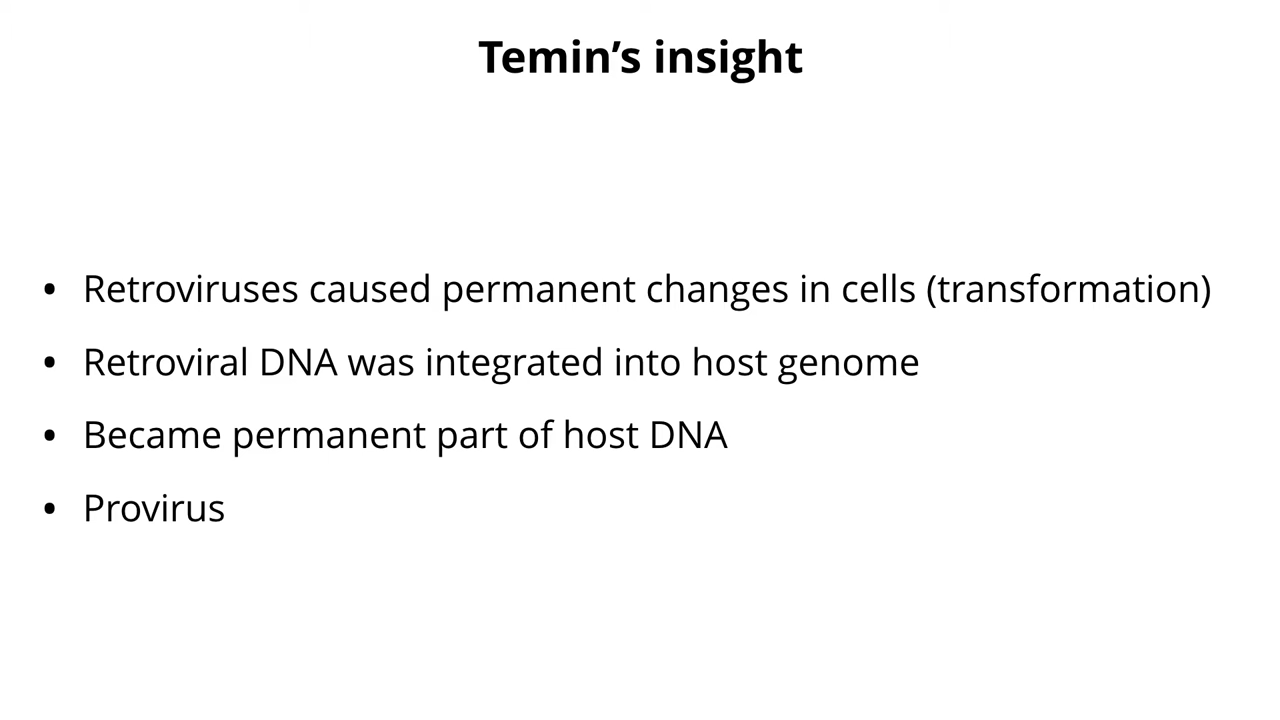 Temin’s insight
• Retroviruses caused permanent changes in cells (transformation)
• Retroviral DNA was integrated into host genome
• Became permanent part of host DNA
• Provirus